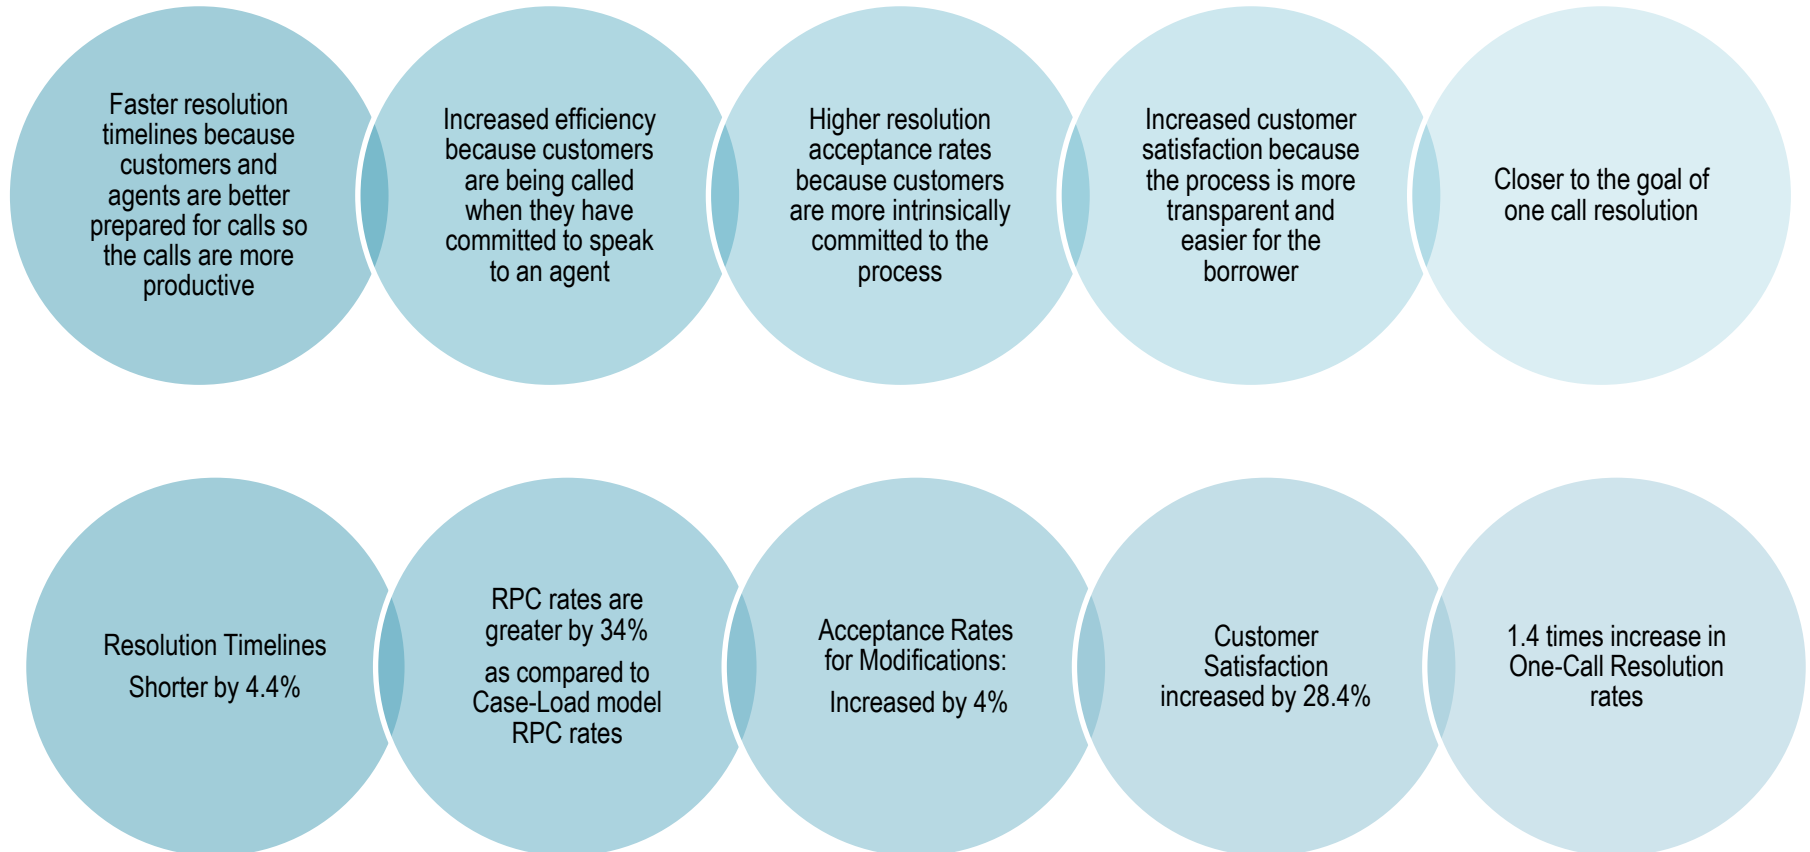 Faster resolution
timelines because
customers and
agents are better
prepared for calls so
the calls are more
productive
Increased efficiency
because customers
are being called
when they have
committed to speak
to an agent
Higher resolution
acceptance rates
because customers
are more intrinsically
committed to the
process
Increased customer
satisfaction because
the process is more
transparent and
easier for the
borrower
Closer to the goal of
one call resolution
Resolution Timelines
Shorter by 4.4%
RPC rates are
greater by 34%
as compared to
Case-Load model
RPC rates
Acceptance Rates
for Modifications:
Increased by 4%
Customer
Satisfaction
increased by 28.4%
1.4 times increase in
One-Call Resolution
rates